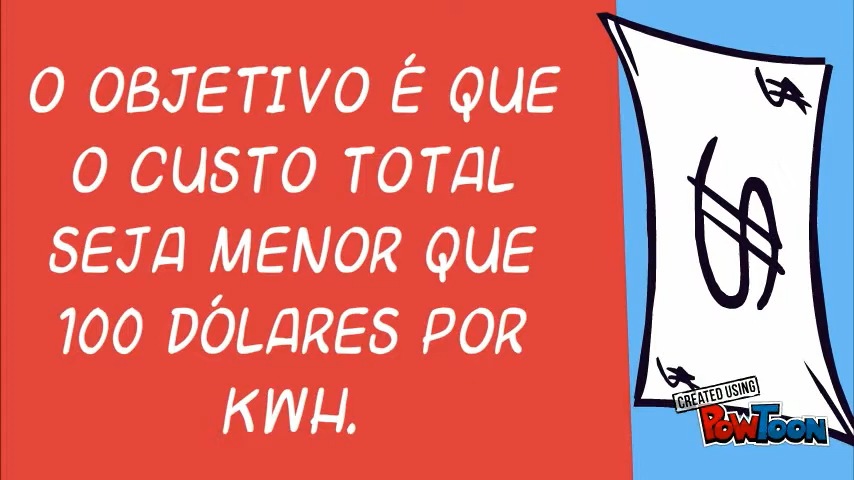 O OBJETIVO É QUE
O CUSTO TOTAL
SEJA MENOR QUE
100 DÓLARES POR
KWH.
$
$
$
CREATED USING
POWTOON